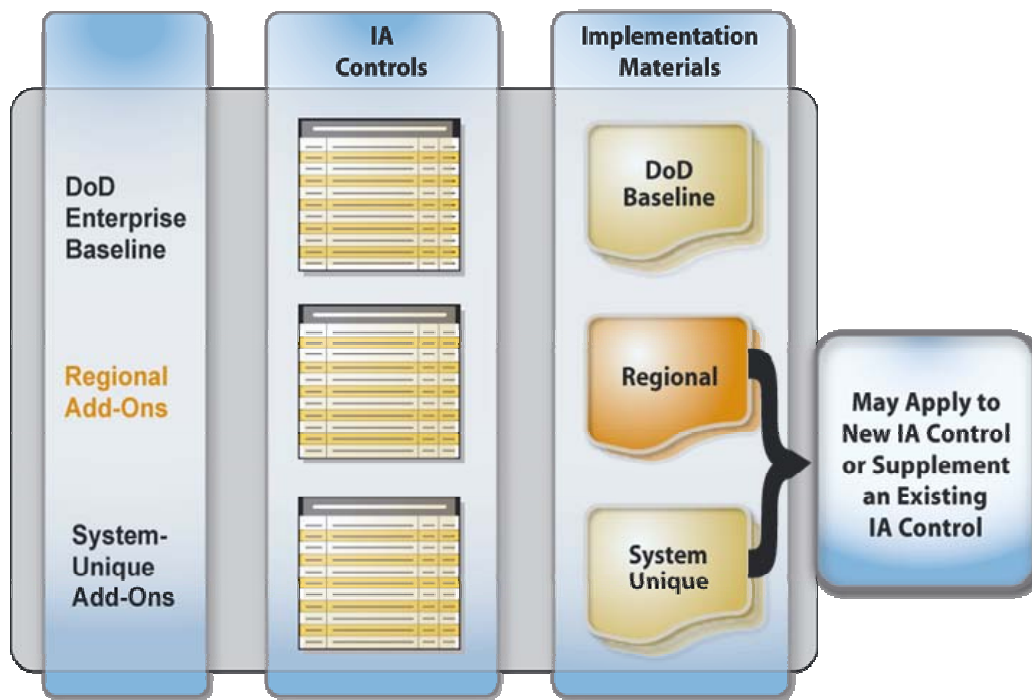 IA
Controls
Implementation
Materials
DoD
Enterprise
Baseline
DoD
Baseline
Regional
Add-Ons
Regional
System-
Unique
Add-Ons
System
Unique
May Apply to
New IA Control
or Supplement
an Existing
IA Control